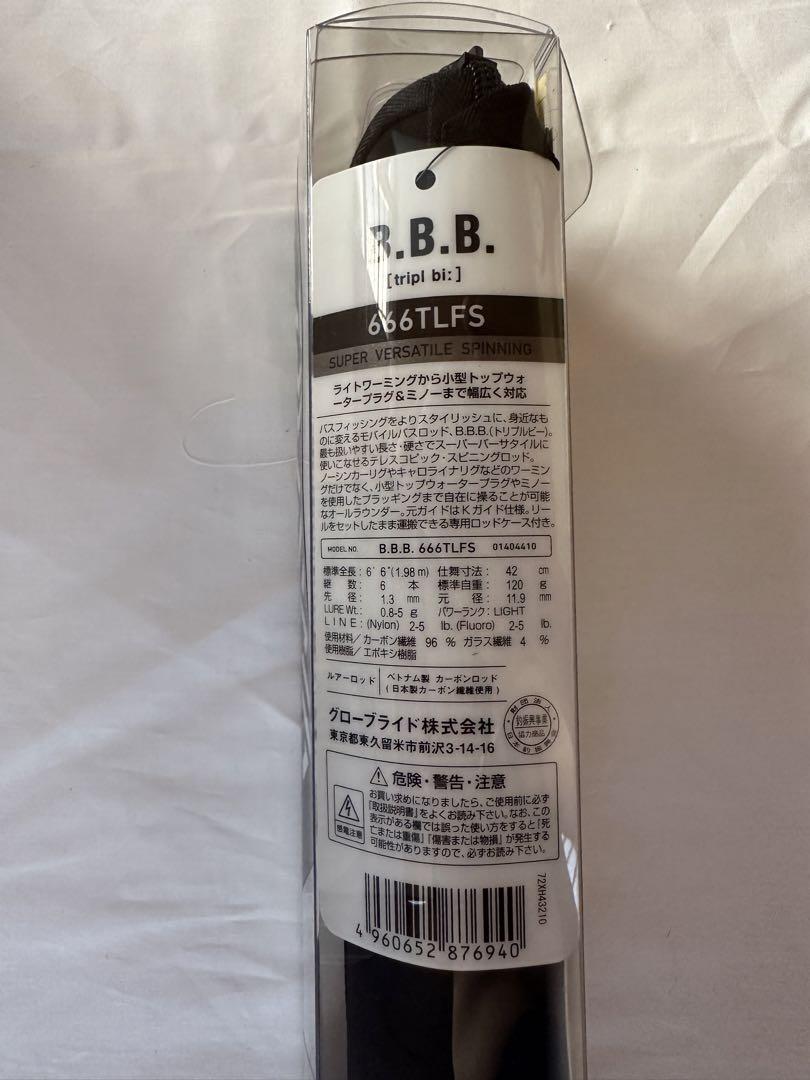 B.B.B.
[tripl bi:]
666TLFS
SUPER VERSATILE SPINNING
ライトワーミングから小型トップウォ
ータープラグ&ミノーまで幅広く対応
バスフィッシングをよりスタイリッシュに、身近なも
のに変えるモバイルバスロッド、B.B.B.(トリプルビー)。
最も扱いやすい長さ・硬さでスーパーバーサタイルに
使いこなせるテレスコピック・スピニングロッド。
ノーシンカーリグやキャロライナリグなどのワーミン
グだけでなく、小型トップウォータープラグやミノー
を使用したプラッギングまで自在に操ることが可能
なオールラウンダー。元ガイドはKガイド仕様。リー
ルをセットしたまま運搬できる専用ロッドケース付き。
MODEL NO. B.B.B. 666TLFS 01404410
標準全長: 6' 6"(1.98 m) 仕舞寸法: 42 cm
継 数: 6 本 標準自重: 120 g
先 径: 1.3 mm 元 径: 11.9 mm
LURE Wt.: 0.8-5 g パワーランク: LIGHT
LINE: (Nylon) 2-5 lb. (Fluoro) 2-5 lb.
使用材料/ カーボン繊維 96 % ガラス繊維 4 %
使用樹脂/ エポキシ樹脂
ルアーロッド ベトナム製 カーボンロッド
(日本製カーボン繊維使用)
グローブライド株式会社
東京都東久留米市前沢3-14-16
財団法人
釣振興事業
協力商品
日本釣振興会
危険・警告・注意
感電注意
お買い求めになりましたら、ご使用前に必ず
「取扱説明書」をよくお読み下さい。なお、この
表示がある欄では誤った使い方をすると「死
亡または重傷」「傷害または物損」が発生する
可能性がありますので、必ずお読み下さい。
72XH43210
4 960652 876940